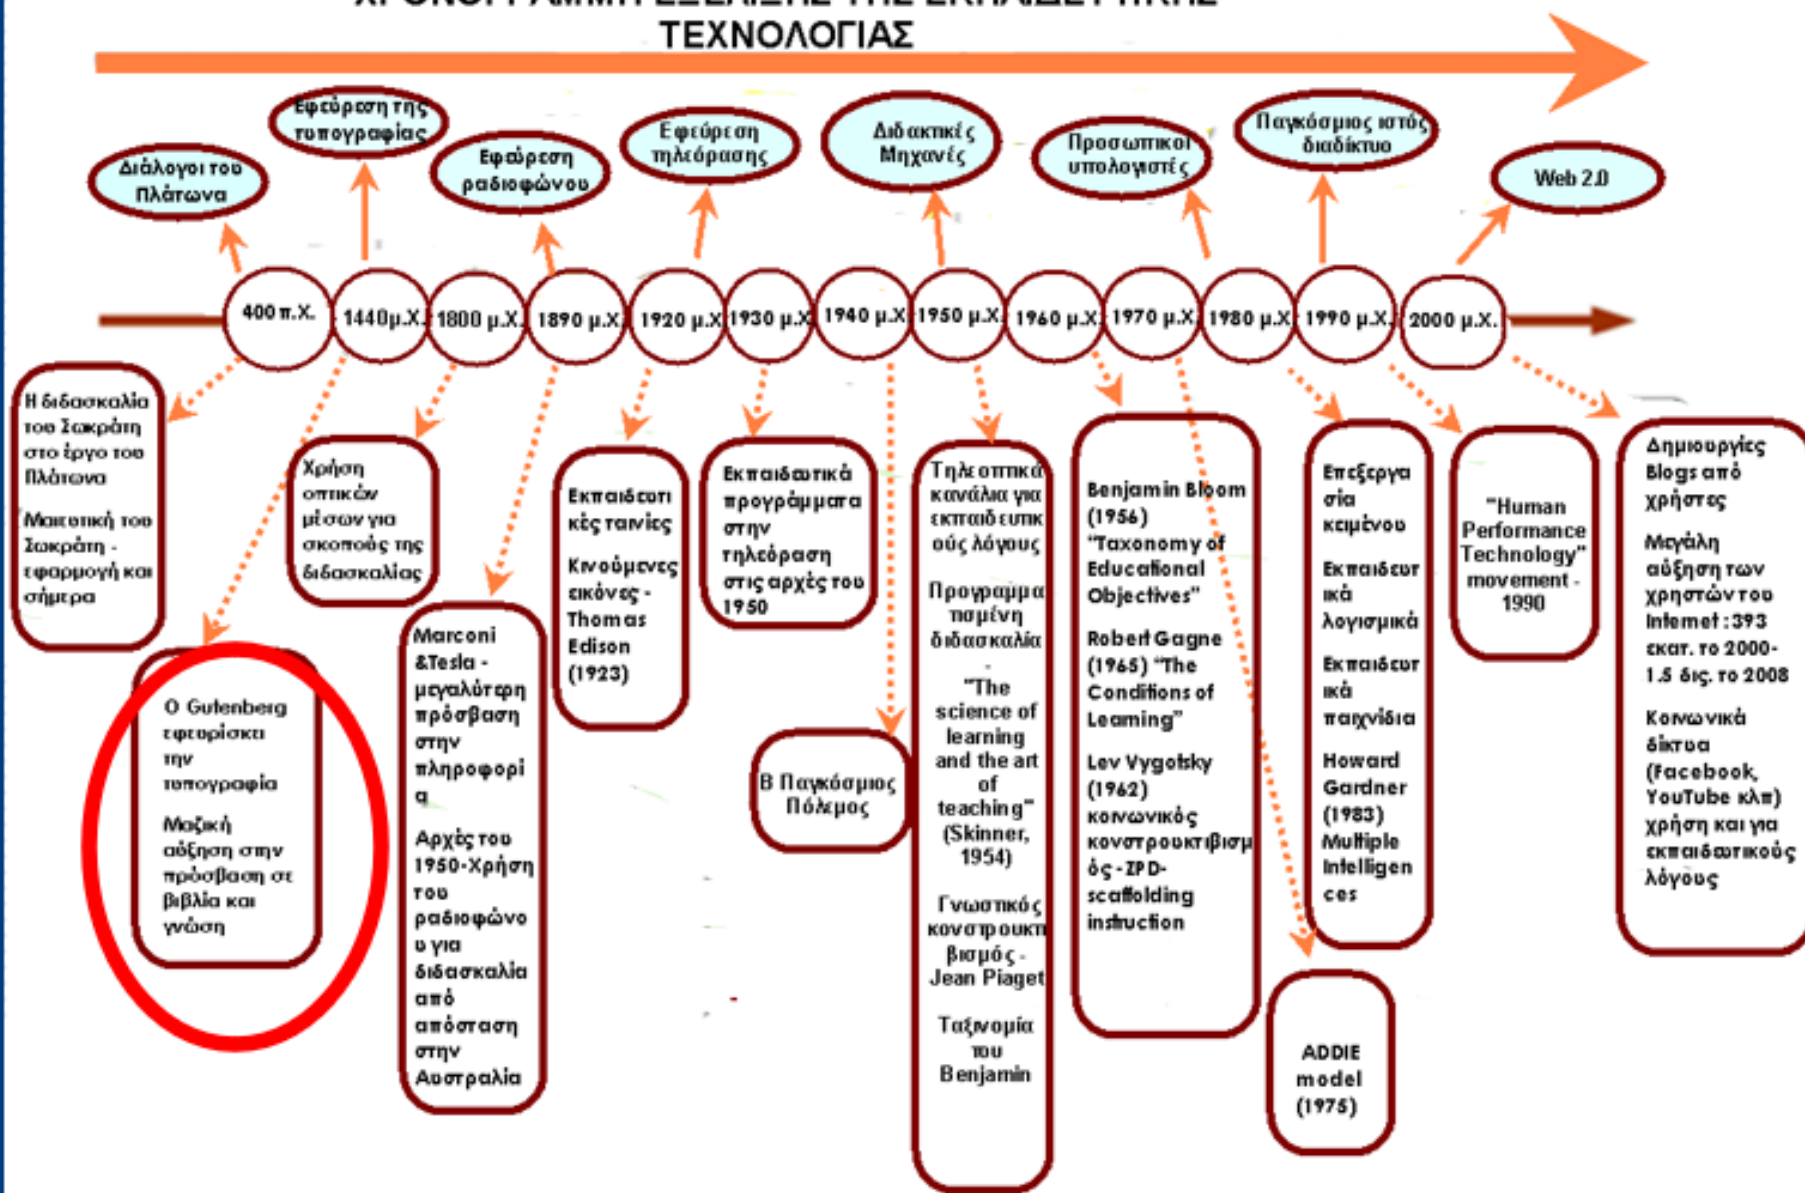 ΧΡΟΝΟΓΡΑΜΜΗ ΕΞΕΛΙΞΗΣ ΤΗΣ ΕΚΠΑΙΔΕΥΤΙΚΗΣ
ΤΕΧΝΟΛΟΓΙΑΣ
Διάλογοι του
Πλάτωνα
Εφεύρεση της
τυπογραφίας
Εφεύρεση
ραδιοφώνου
Εφεύρεση
τηλεόρασης
Διδακτικές
Μηχανές
Προσωπικοί
υπολογιστές
Παγκόσμιος ιστός
διαδίκτυο
Web 2.0
400 π.Χ.
1440μ.Χ.
1800 μ.Χ.
1890 μ.Χ
1920 μ.Χ
1930 μ.Χ
1940 μ.Χ
1950 μ.Χ
1960 μ.Χ
1970 μ.Χ
1980 μ.Χ
1990 μ.Χ.
2000 μ.Χ.
Η διδασκαλία
του Σωκράτη
στο έργο του
Πλάτωνα
Μαιευτική του
Σωκράτη -
εφαρμογή και
σήμερα
Ο Gutenberg
εφευρίσκει
την
τυπογραφία
Μαζική
αύξηση στην
πρόσβαση σε
βιβλία και
γνώση
Χρήση
οπτικών
μέσων για
σκοπούς της
διδασκαλίας
Marconi
&Tesla -
μεγαλύτερη
πρόσβαση
στην
πληροφορί
α
Αρχές του
1950-Χρήση
του
ραδιοφώνο
υ για
διδασκαλία
από
απόσταση
στην
Αυστραλία
Εκπαιδευτι
κές ταινίες
Κινούμενες
εικόνες -
Thomas
Edison
(1923)
Εκπαιδευτικά
προγράμματα
στην
τηλεόραση
στις αρχές του
1950
Β Παγκόσμιος
Πόλεμος
Τηλεοπτικά
κανάλια για
εκπαιδευτικ
ούς λόγους
Προγραμμα
τισμένη
διδασκαλία
-
"The
science of
learning
and the art
of
teaching"
(Skinner,
1954)
Γνωστικός
κονστρουκτι
βισμός -
Jean Piaget
Ταξινομία
του
Benjamin
Benjamin Bloom
(1956)
"Taxonomy of
Educational
Objectives"
Robert Gagne
(1965) "The
Conditions of
Learning"
Lev Vygotsky
(1962)
κοινωνικός
κονστρουκτιβισμ
ός - ZPD-
scaffolding
instruction
ADDIE
model
(1975)
Επεξεργα
σία
κειμένου
Εκπαιδευτ
ικά
λογισμικά
Εκπαιδευτ
ικά
παιχνίδια
Howard
Gardner
(1983)
Multiple
Intelligen
ces
"Human
Performance
Technology"
movement -
1990
Δημιουργίες
Blogs από
χρήστες
Μεγάλη
αύξηση των
χρηστών του
Internet : 393
εκατ. το 2000-
1.5 δις. το 2008
Κοινωνικά
δίκτυα
(Facebook,
YouTube κλπ)
χρήση και για
εκπαιδευτικούς
λόγους